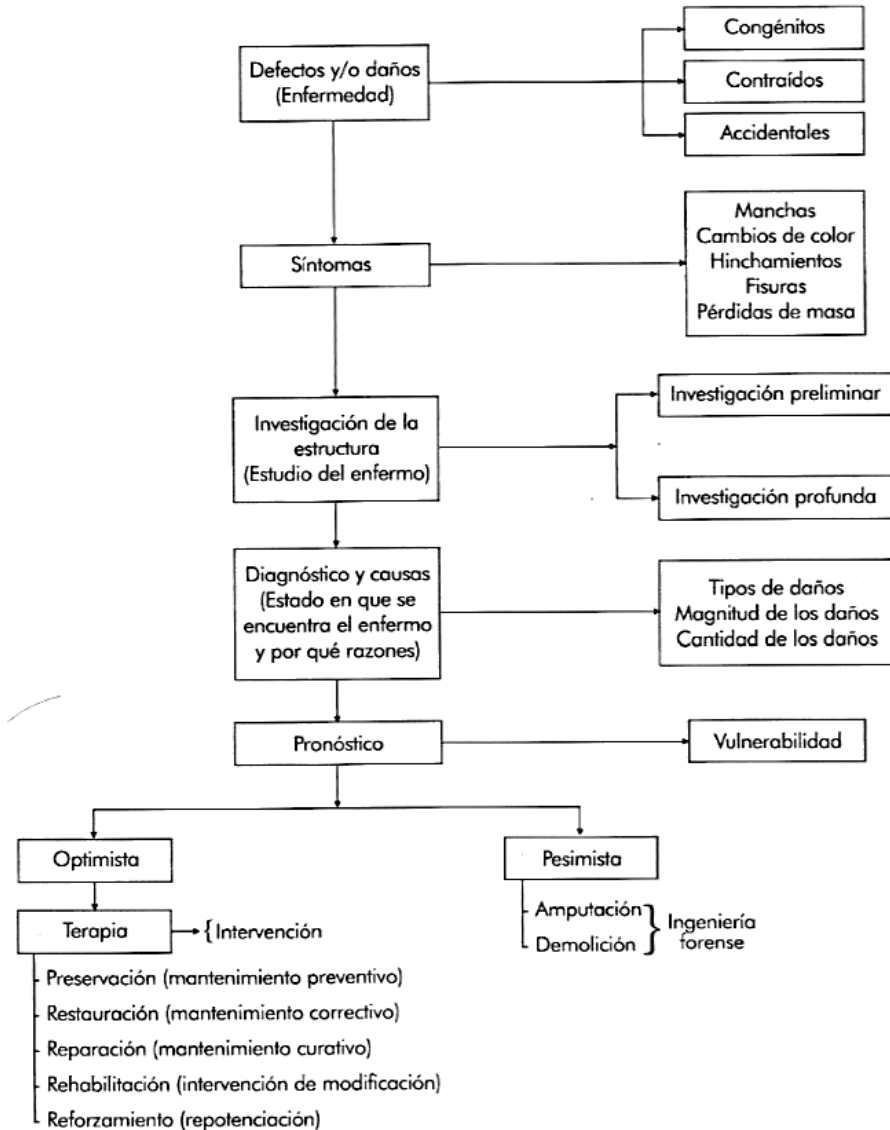 Defectos y/o daños
(Enfermedad)
Congénitos
Contraídos
Accidentales
Síntomas
Manchas
Cambios de color
Hinchamientos
Fisuras
Pérdidas de masa
Investigación de la
estructura
(Estudio del enfermo)
Investigación preliminar
Investigación profunda
Diagnóstico y causas
(Estado en que se
encuentra el enfermo
y por qué razones)
Tipos de daños
Magnitud de los daños
Cantidad de los daños
Pronóstico
Vulnerabilidad
Optimista
Pesimista
Terapia
{Intervención
Amputación
Demolición
} Ingeniería
forense
Preservación (mantenimiento preventivo)
Restauración (mantenimiento correctivo)
Reparación (mantenimiento curativo)
Rehabilitación (intervención de modificación)
Reforzamiento (repotenciación)